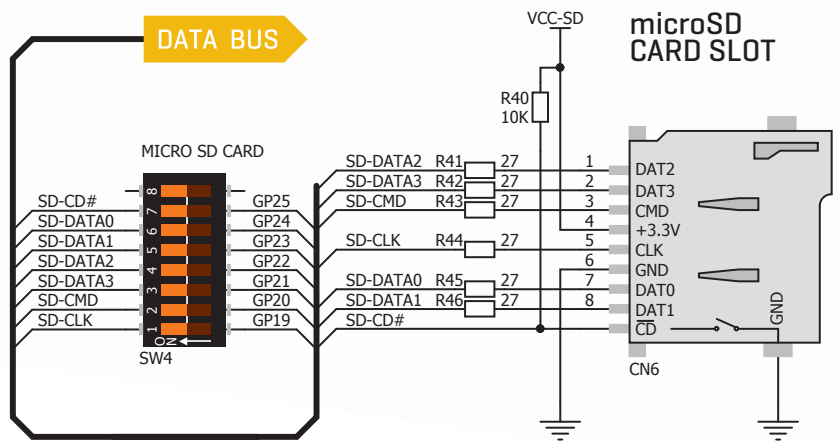 DATA BUS
VCC-SD
microSD
CARD SLOT
R40
10K
MICRO SD CARD
SD-CD# 8 GP25
SD-DATA0 7 GP24
SD-DATA1 6 GP23
SD-DATA2 5 GP22
SD-DATA3 4 GP21
SD-CMD 3 GP20
SD-CLK 2 GP19
1
ON
SW4
SD-DATA2 R41 27 1 DAT2
SD-DATA3 R42 27 2 DAT3
SD-CMD R43 27 3 CMD
4 +3.3V
SD-CLK R44 27 5 CLK
6 GND
SD-DATA0 R45 27 7 DAT0
SD-DATA1 R46 27 8 DAT1
SD-CD# CD
GND
CN6